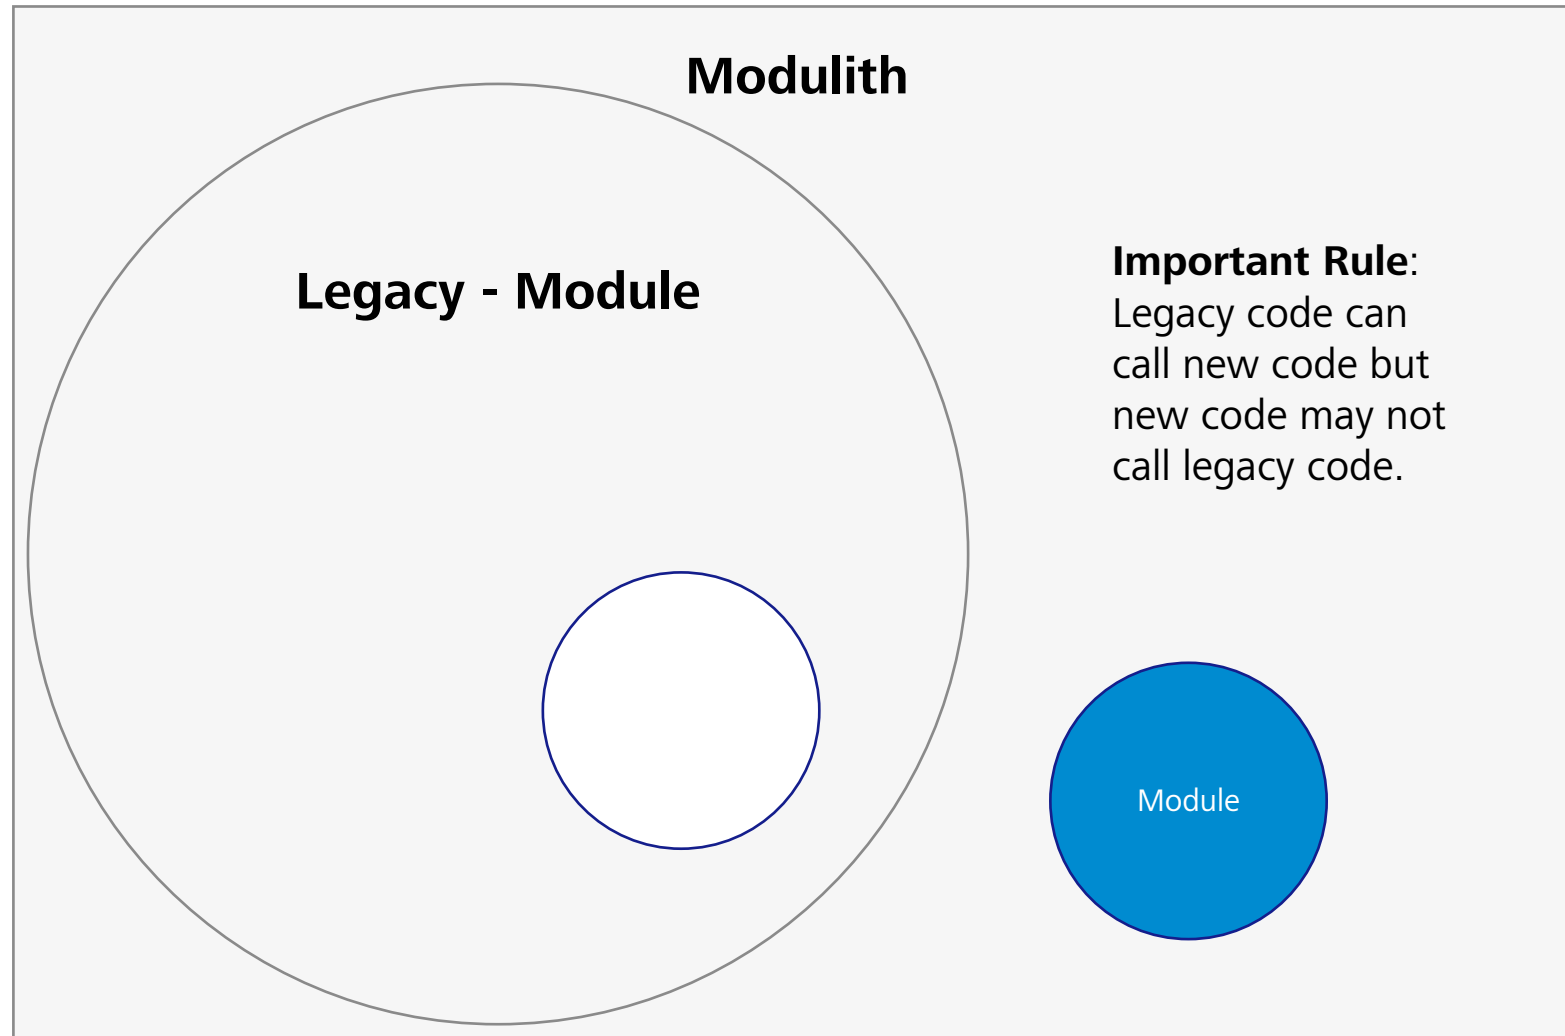 Modulith
Legacy - Module
Important Rule:
Legacy code can
call new code but
new code may not
call legacy code.
Module